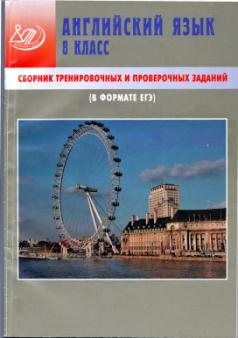 АНГЛИЙСКИЙ ЯЗЫК
8 КЛАСС
СБОРНИК ТРЕНИРОВОЧНЫХ И ПРОВЕРОЧНЫХ ЗАДАНИЙ
(В ФОРМАТЕ ЕГЭ)